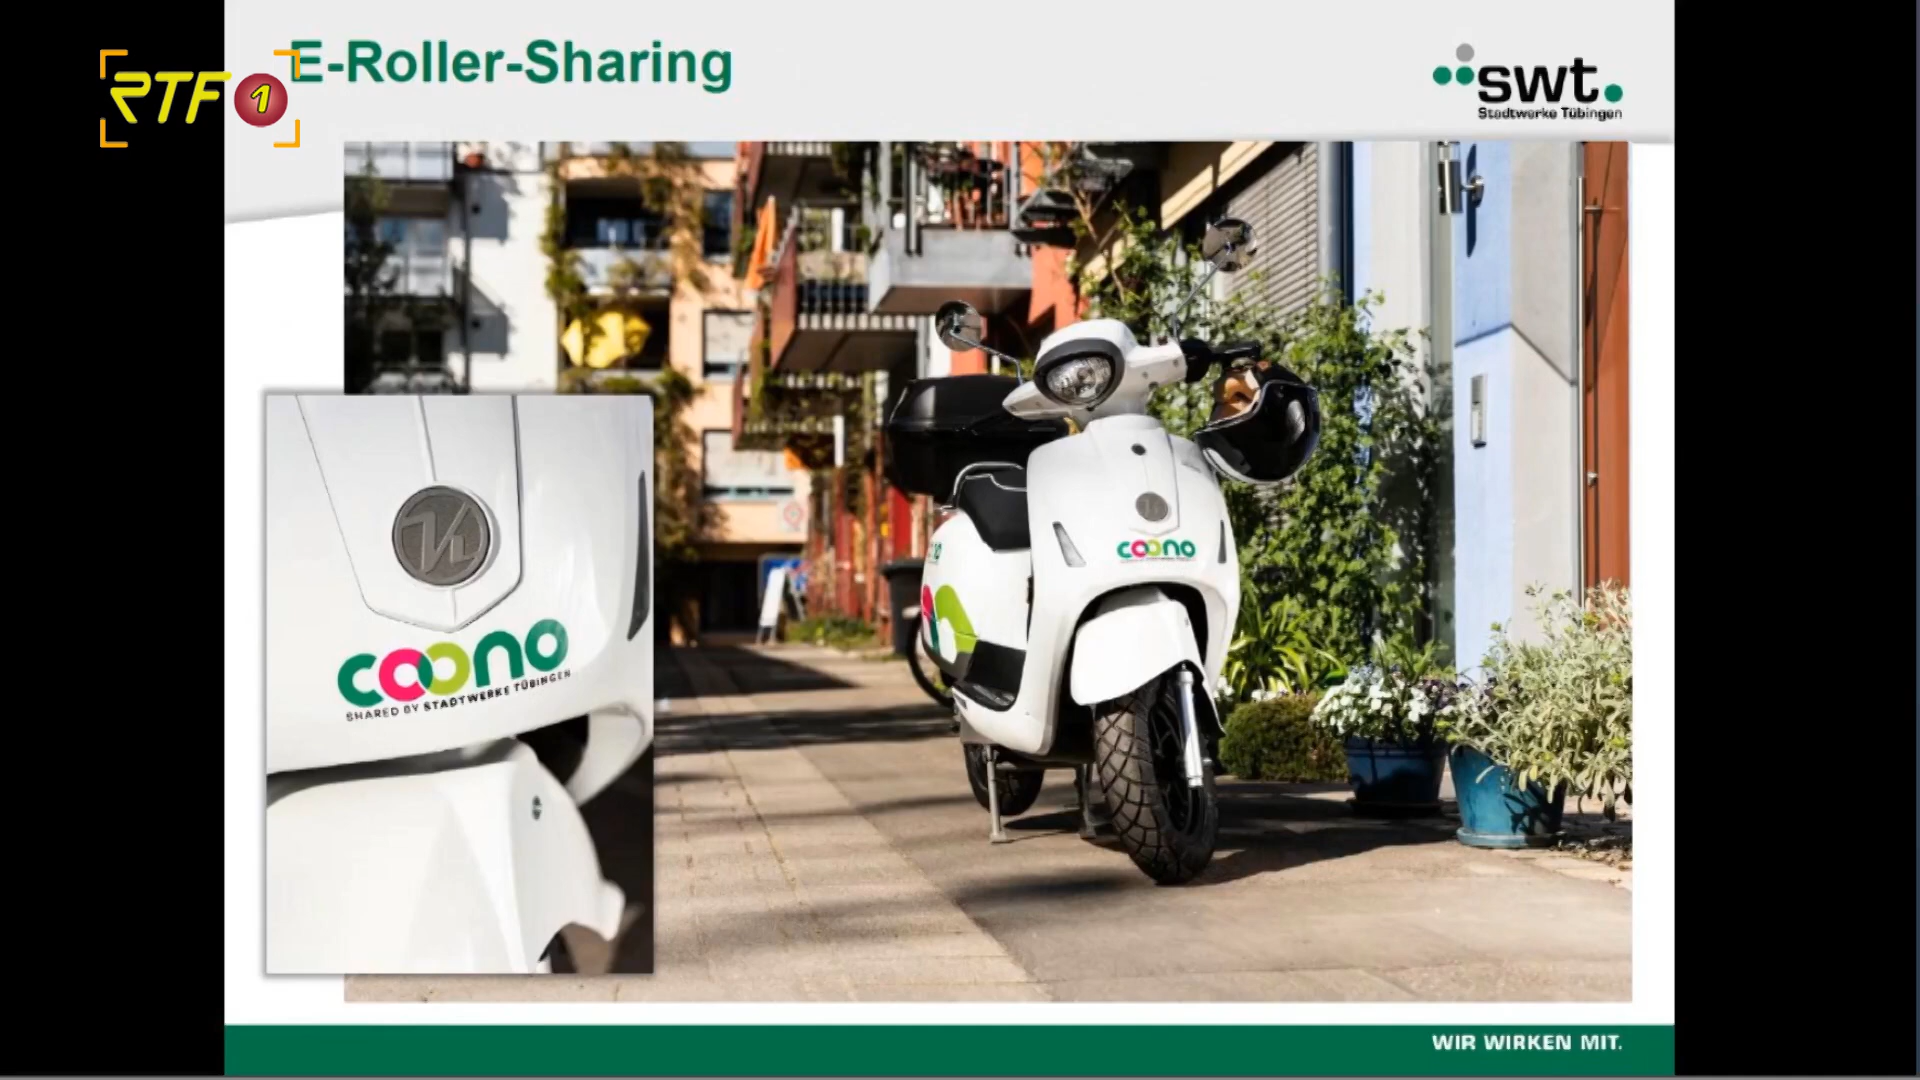 E-Roller-Sharing
RTF 1
swt.
Stadtwerke Tübingen
coono
SHARED BY STADTWERKE TÜBINGEN
coono
WIR WIRKEN MIT.